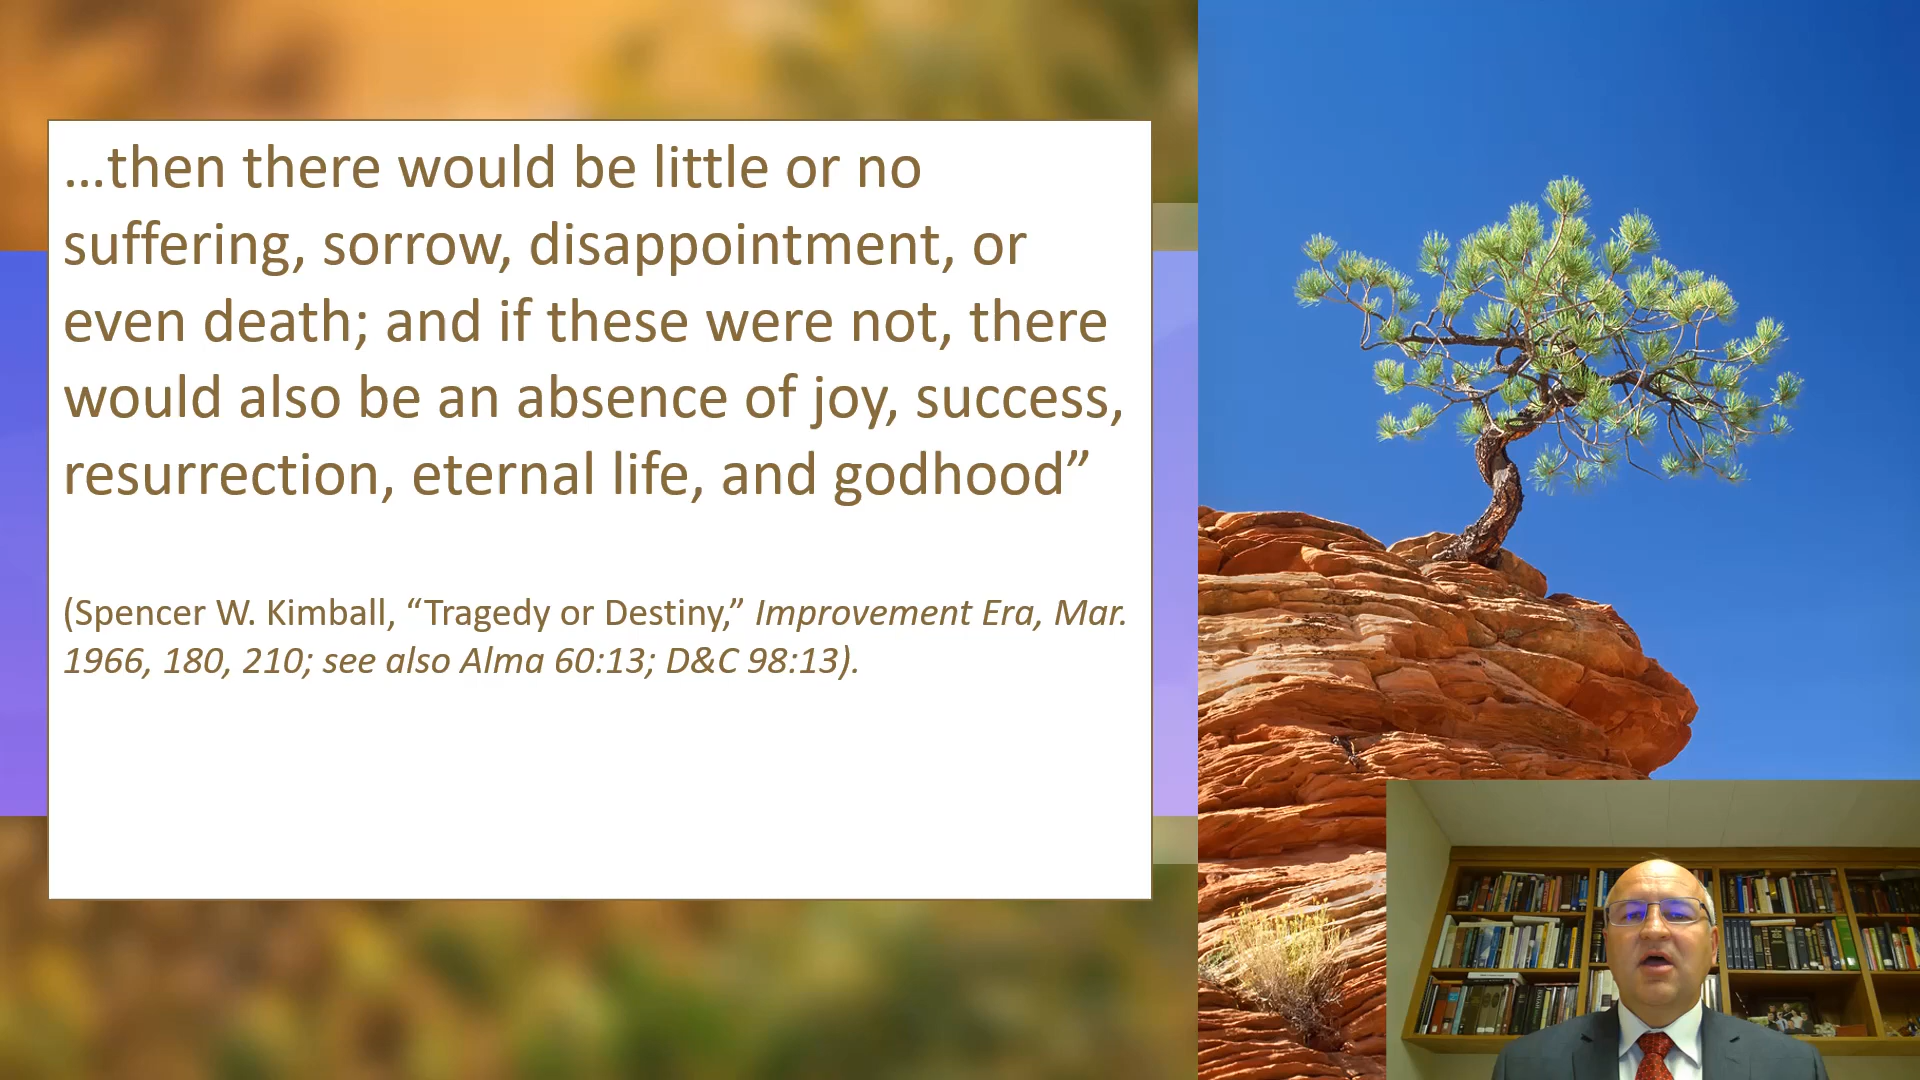 …then there would be little or no
suffering, sorrow, disappointment, or
even death; and if these were not, there
would also be an absence of joy, success,
resurrection, eternal life, and godhood”
(Spencer W. Kimball, “Tragedy or Destiny,” Improvement Era, Mar.
1966, 180, 210; see also Alma 60:13; D&C 98:13).